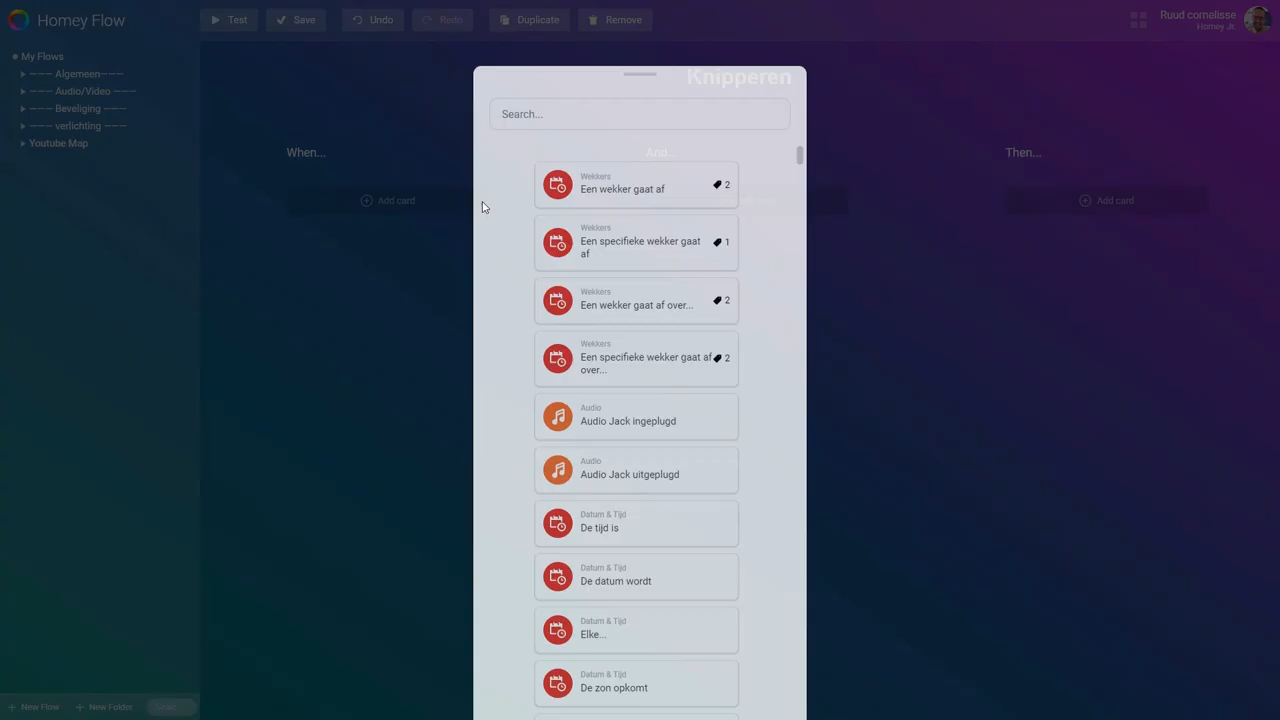 Homey Flow
Test
Save
Undo
Redo
Duplicate
Remove
Ruud cornelisse
Homey Jr.
My Flows
——— Algemeen———
——— Audio/Video ———
——— Beveliging ———
——— verlichting ———
Youtube Map
New Flow
New Folder
Knipperen
When...
Add card
And...
Then...
Add card
Search...
Wekkers
Een wekker gaat af
2
Wekkers
Een specifieke wekker gaat
af
1
Wekkers
Een wekker gaat af over...
2
Wekkers
Een specifieke wekker gaat af
over...
2
Audio
Audio Jack ingeplugd
Audio
Audio Jack uitgeplugd
Datum & Tijd
De tijd is
Datum & Tijd
De datum wordt
Datum & Tijd
Elke...
Datum & Tijd
De zon opkomt